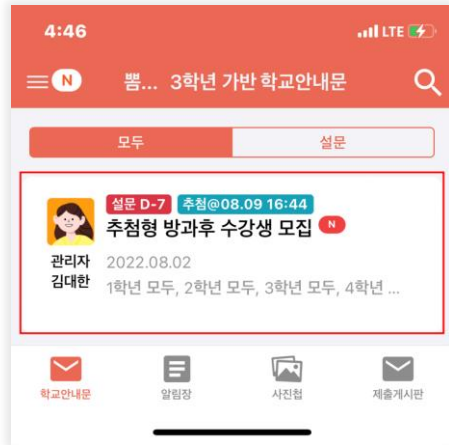 4:46 LTE
N 뿜... 3학년 가반 학교안내문
모두 설문
설문 D-7 추첨@08.09 16:44
추첨형 방과후 수강생 모집 N
관리자 2022.08.02
김대한 1학년 모두, 2학년 모두, 3학년 모두, 4학년 ...
학교안내문 알림장 사진첩 제출게시판